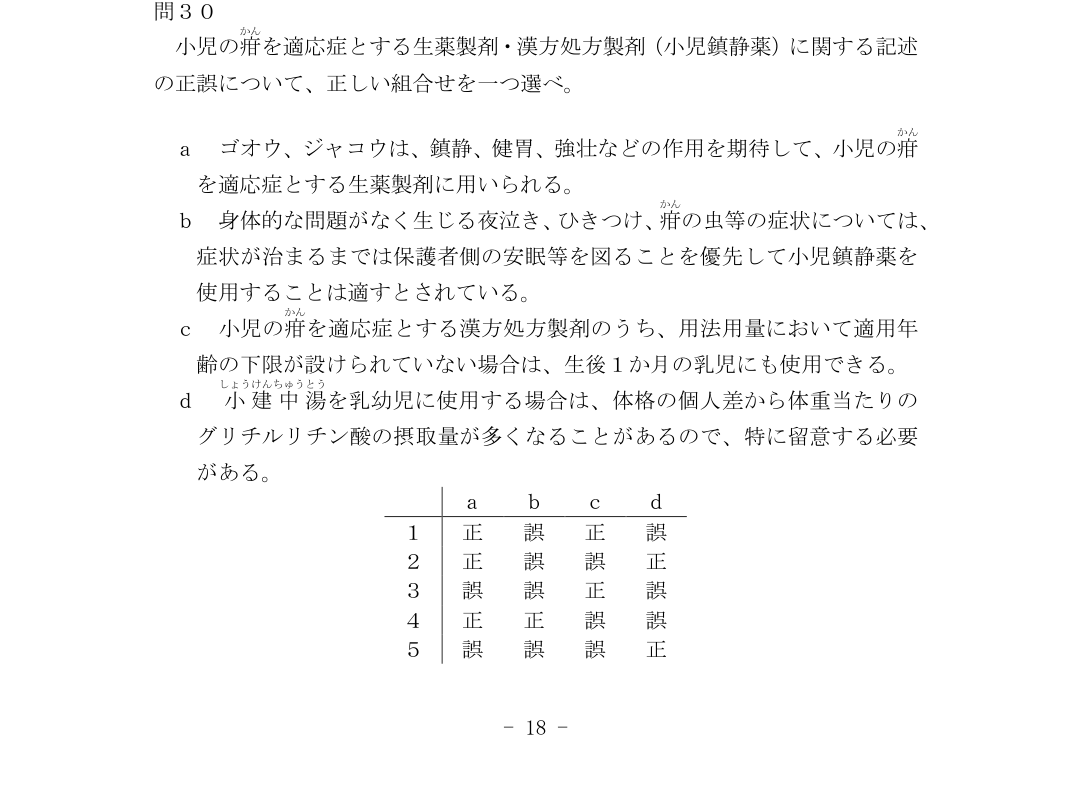 問３０
小児の疳を適応症とする生薬製剤・漢方処方製剤（小児鎮静薬）に関する記述
の正誤について、正しい組合せを一つ選べ。
a　ゴオウ、ジャコウは、鎮静、健胃、強壮などの作用を期待して、小児の疳
を適応症とする生薬製剤に用いられる。
b　身体的な問題がなく生じる夜泣き、ひきつけ、疳の虫等の症状については、
症状が治まるまでは保護者側の安眠等を図ることを優先して小児鎮静薬を
使用することは適すとされている。
c　小児の疳を適応症とする漢方処方製剤のうち、用法用量において適用年
齢の下限が設けられていない場合は、生後１か月の乳児にも使用できる。
d　小建中湯を乳幼児に使用する場合は、体格の個人差から体重当たりの
グリチルリチン酸の摂取量が多くなることがあるので、特に留意する必要
がある。
a b c d
１ 正 誤 正 誤
２ 正 誤 誤 正
３ 誤 誤 正 誤
４ 正 正 誤 誤
５ 誤 誤 誤 正
- 18 -